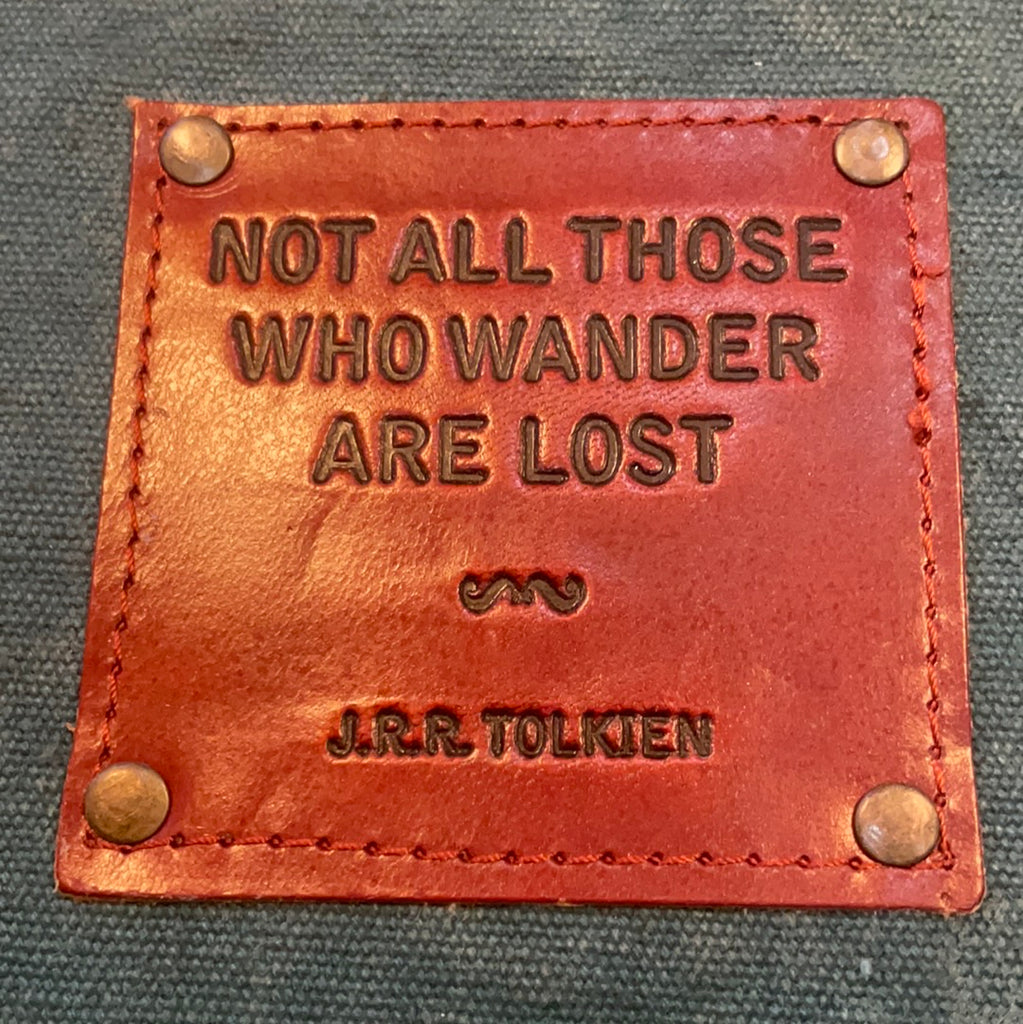 NOT ALL THOSE
WHO WANDER
ARE LOST
J.R.R. TOLKIEN